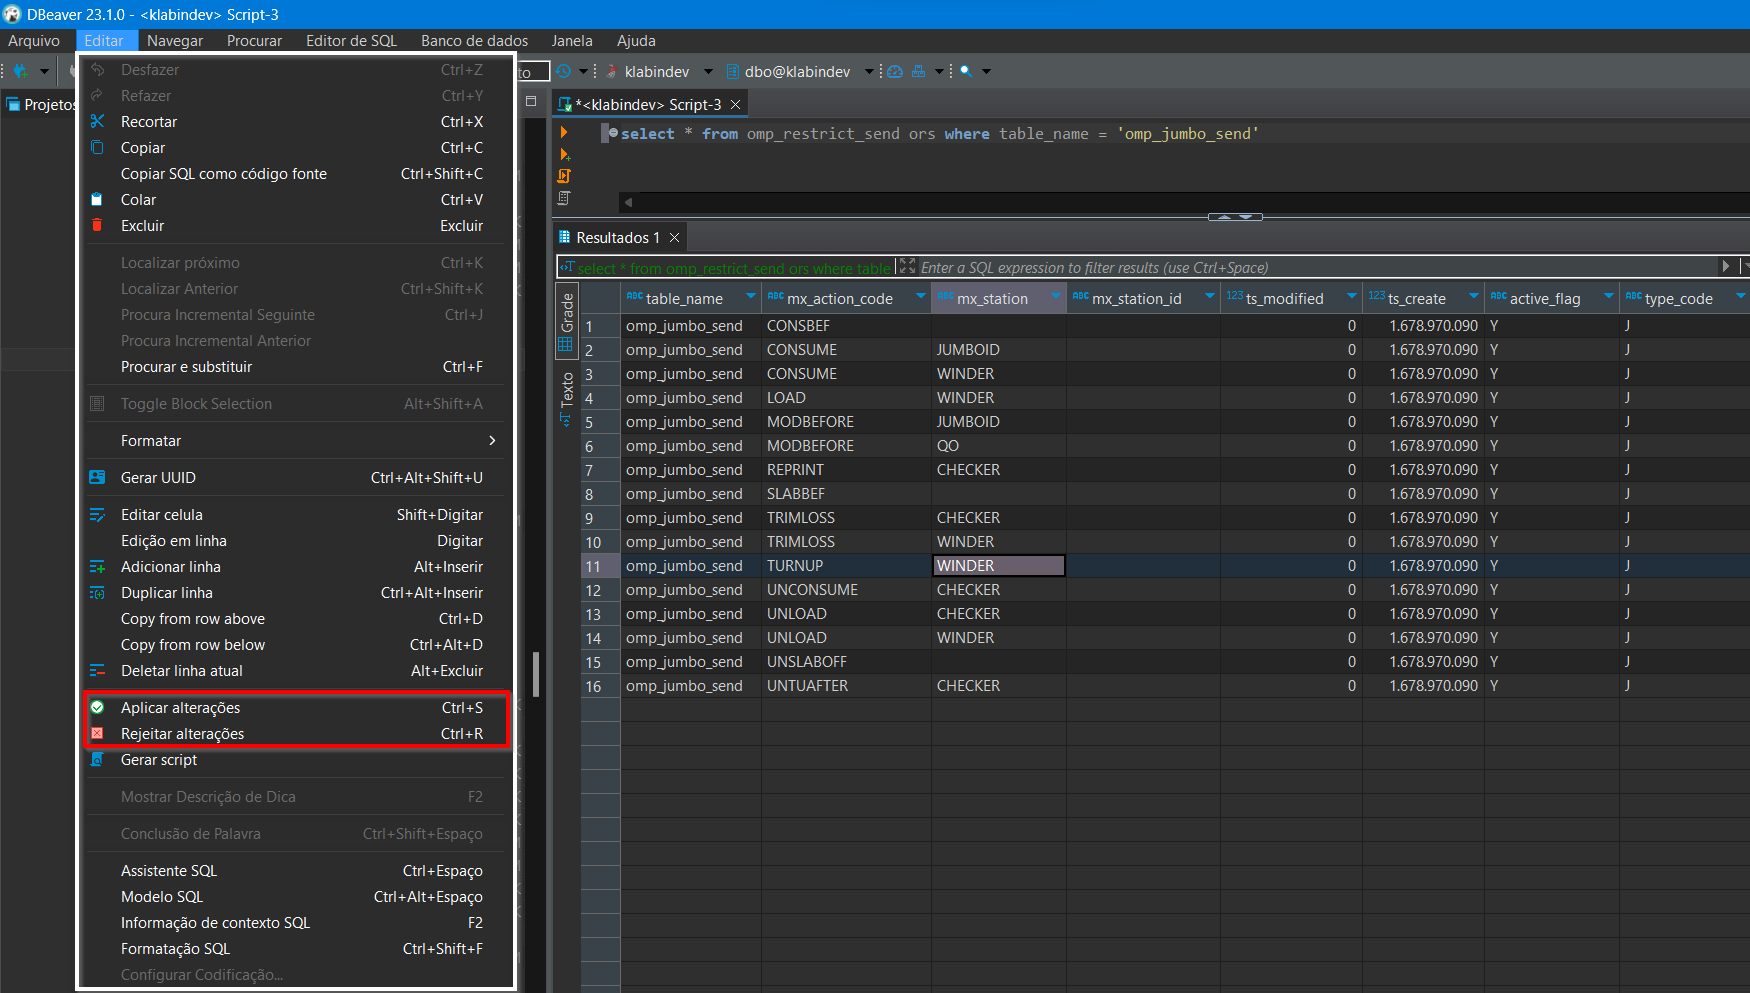 DBeaver 23.1.0 - <klabindev> Script-3
Arquivo Editar Navegar Procurar Editor de SQL Banco de dados Janela Ajuda
to klabindev dbo@klabindev
Projetos
Desfazer Ctrl+Z
Refazer Ctrl+Y
Recortar Ctrl+X
Copiar Ctrl+C
Copiar SQL como código fonte Ctrl+Shift+C
Colar Ctrl+V
Excluir Excluir
Localizar próximo Ctrl+K
Localizar Anterior Ctrl+Shift+K
Procura Incremental Seguinte Ctrl+J
Procura Incremental Anterior
Procurar e substituir Ctrl+F
Toggle Block Selection Alt+Shift+A
Formatar
Gerar UUID Ctrl+Alt+Shift+U
Editar celula Shift+Digitar
Edição em linha Digitar
Adicionar linha Alt+Inserir
Duplicar linha Ctrl+Alt+Inserir
Copy from row above Ctrl+D
Copy from row below Ctrl+Alt+D
Deletar linha atual Alt+Excluir
Aplicar alterações Ctrl+S
Rejeitar alterações Ctrl+R
Gerar script
Mostrar Descrição de Dica F2
Conclusão de Palavra Ctrl+Shift+Espaço
Assistente SQL Ctrl+Espaço
Modelo SQL Ctrl+Alt+Espaço
Informação de contexto SQL F2
Formatação SQL Ctrl+Shift+F
Configurar Codificação...
*<klabindev> Script-3
select * from omp_restrict_send ors where table_name = 'omp_jumbo_send'
Resultados 1
select * from omp_restrict_send ors where table Enter a SQL expression to filter results (use Ctrl+Space)
Grade
Texto
ABC table_name ABC mx_action_code ABC mx_station ABC mx_station_id 123 ts_modified 123 ts_create ABC active_flag ABC type_code
1 omp_jumbo_send CONSBEF 0 1.678.970.090 Y J
2 omp_jumbo_send CONSUME JUMBOID 0 1.678.970.090 Y J
3 omp_jumbo_send CONSUME WINDER 0 1.678.970.090 Y J
4 omp_jumbo_send LOAD WINDER 0 1.678.970.090 Y J
5 omp_jumbo_send MODBEFORE JUMBOID 0 1.678.970.090 Y J
6 omp_jumbo_send MODBEFORE QO 0 1.678.970.090 Y J
7 omp_jumbo_send REPRINT CHECKER 0 1.678.970.090 Y J
8 omp_jumbo_send SLABBEF 0 1.678.970.090 Y J
9 omp_jumbo_send TRIMLOSS CHECKER 0 1.678.970.090 Y J
10 omp_jumbo_send TRIMLOSS WINDER 0 1.678.970.090 Y J
11 omp_jumbo_send TURNUP WINDER 0 1.678.970.090 Y J
12 omp_jumbo_send UNCONSUME CHECKER 0 1.678.970.090 Y J
13 omp_jumbo_send UNLOAD CHECKER 0 1.678.970.090 Y J
14 omp_jumbo_send UNLOAD WINDER 0 1.678.970.090 Y J
15 omp_jumbo_send UNSLABOFF 0 1.678.970.090 Y J
16 omp_jumbo_send UNTUAFTER CHECKER 0 1.678.970.090 Y J